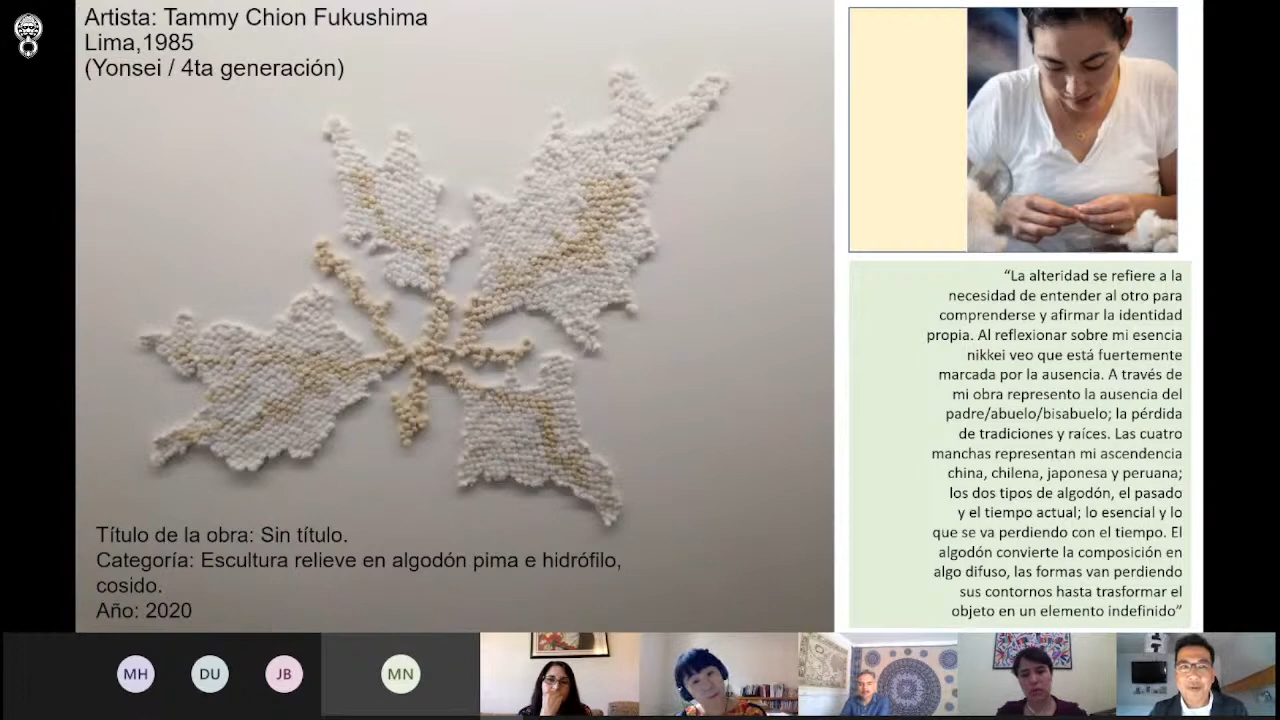 Artista: Tammy Chion Fukushima
Lima,1985
(Yonsei / 4ta generación)
“La alteridad se refiere a la
necesidad de entender al otro para
comprenderse y afirmar la identidad
propia. Al reflexionar sobre mi esencia
nikkei veo que está fuertemente
marcada por la ausencia. A través de
mi obra represento la ausencia del
padre/abuelo/bisabuelo; la pérdida
de tradiciones y raíces. Las cuatro
manchas representan mi ascendencia
china, chilena, japonesa y peruana;
los dos tipos de algodón, el pasado
y el tiempo actual; lo esencial y lo
que se va perdiendo con el tiempo. El
algodón convierte la composición en
algo difuso, las formas van perdiendo
sus contornos hasta trasformar el
objeto en un elemento indefinido”
Título de la obra: Sin título.
Categoría: Escultura relieve en algodón pima e hidrófilo,
cosido.
Año: 2020
MH
DU
JB
MN